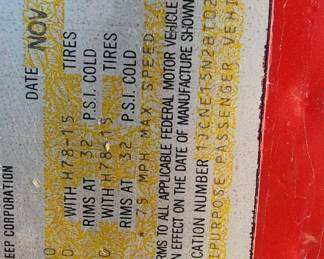 EEP CORPORATION
DATE NOV
WITH H78-15 TIRES
RIMS AT 32 P.S.I. COLD
WITH H78-15 TIRES
RIMS AT 32 P.S.I. COLD
* 75 MPH MAX SPEED
RMS TO ALL APPLICABLE FEDERAL MOTOR VEHICLE
N EFFECT ON THE DATE OF MANUFACTURE SHOWN
CATION NUMBER 1JCNE15N2BT02
IPURPOSE PASSENGER VEHI